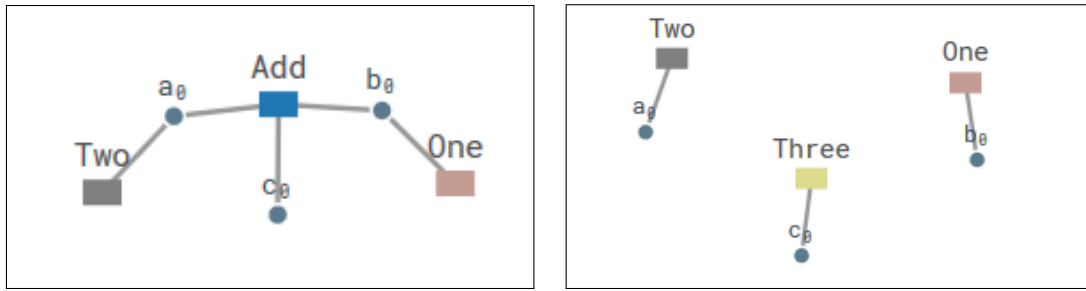 Add
a₀
b₀
Two
One
c₀
Two
One
a₀
b₀
Three
c₀